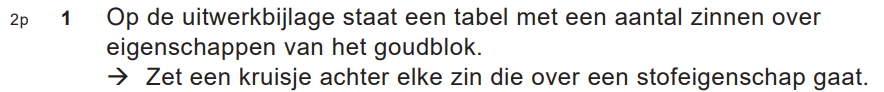 2p 1 Op de uitwerkbijlage staat een tabel met een aantal zinnen over
eigenschappen van het goudblok.
→ Zet een kruisje achter elke zin die over een stofeigenschap gaat.